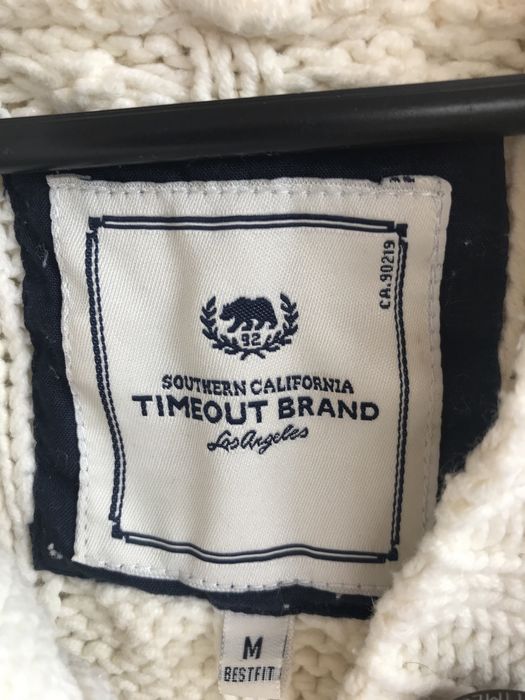 CA.90219
92
SOUTHERN CALIFORNIA
TIMEOUT BRAND
Los Angeles
M
BESTFIT